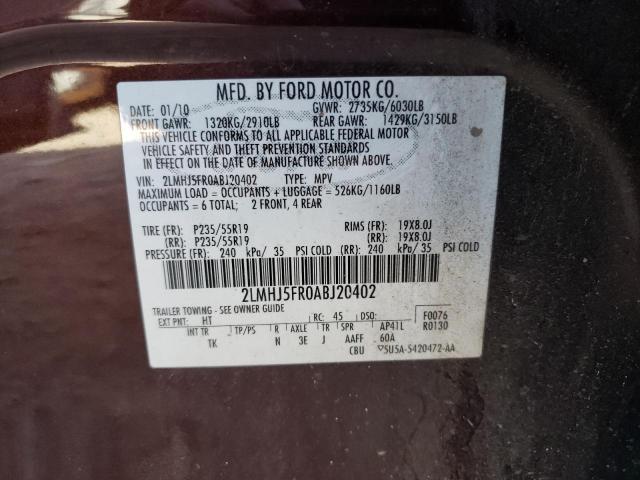 MFD. BY FORD MOTOR CO.
DATE: 01/10 GVWR: 2735KG/6030LB
FRONT GAWR: 1320KG/2910LB REAR GAWR: 1429KG/3150LB
THIS VEHICLE CONFORMS TO ALL APPLICABLE FEDERAL MOTOR
VEHICLE SAFETY AND THEFT PREVENTION STANDARDS
IN EFFECT ON THE DATE OF MANUFACTURE SHOWN ABOVE.
VIN: 2LMHJ5FR0ABJ20402 TYPE: MPV
MAXIMUM LOAD = OCCUPANTS + LUGGAGE = 526KG/1160LB
OCCUPANTS = 6 TOTAL; 2 FRONT, 4 REAR
TIRE (FR): P235/55R19 RIMS (FR): 19X8.0J
(RR): P235/55R19 (RR): 19X8.0J
PRESSURE (FR): 240 kPa/ 35 PSI COLD (RR): 240 kPa/ 35 PSI COLD
2LMHJ5FR0ABJ20402
TRAILER TOWING - SEE OWNER GUIDE
EXT PNT: HT RC: 45 DSO: F0076
INT TR TP/PS R AXLE TR SPR AP41L R0130
TK N 3E J AAFF 60A
CBU 5U5A-5420472-AA